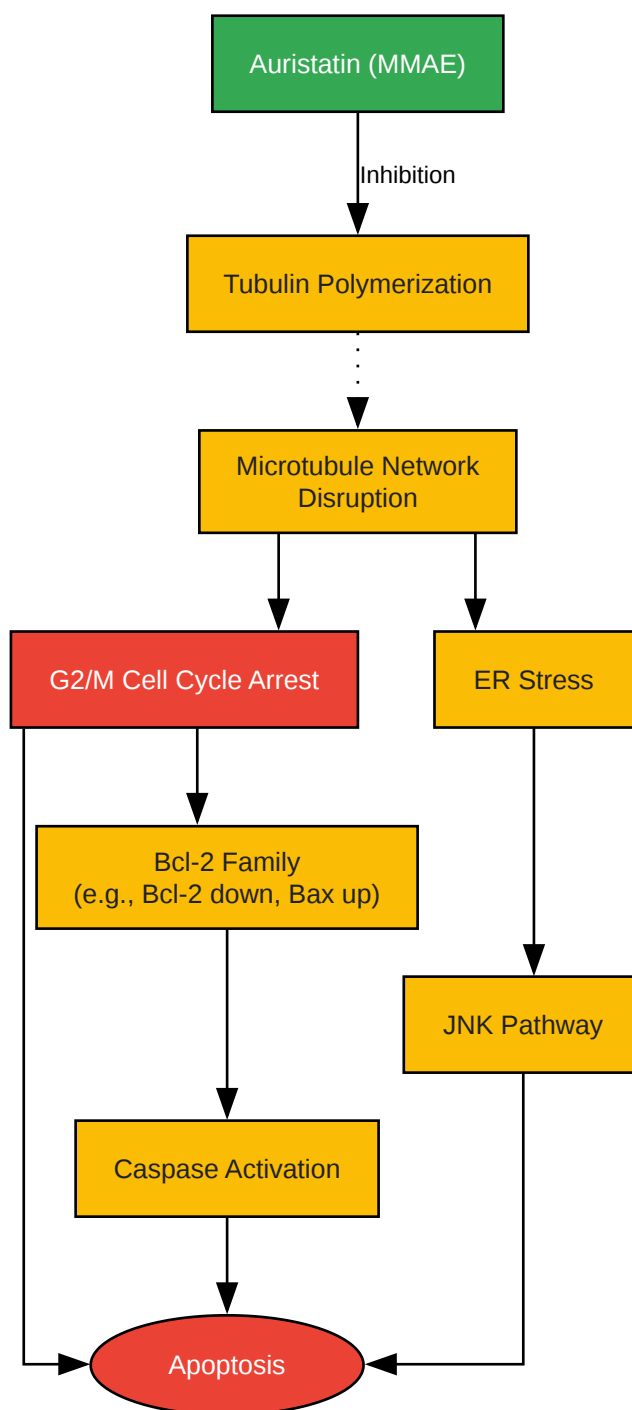 Auristatin (MMAE)
Inhibition
Tubulin Polymerization
Microtubule Network
Disruption
G2/M Cell Cycle Arrest
ER Stress
Bcl-2 Family
(e.g., Bcl-2 down, Bax up)
JNK Pathway
Caspase Activation
Apoptosis